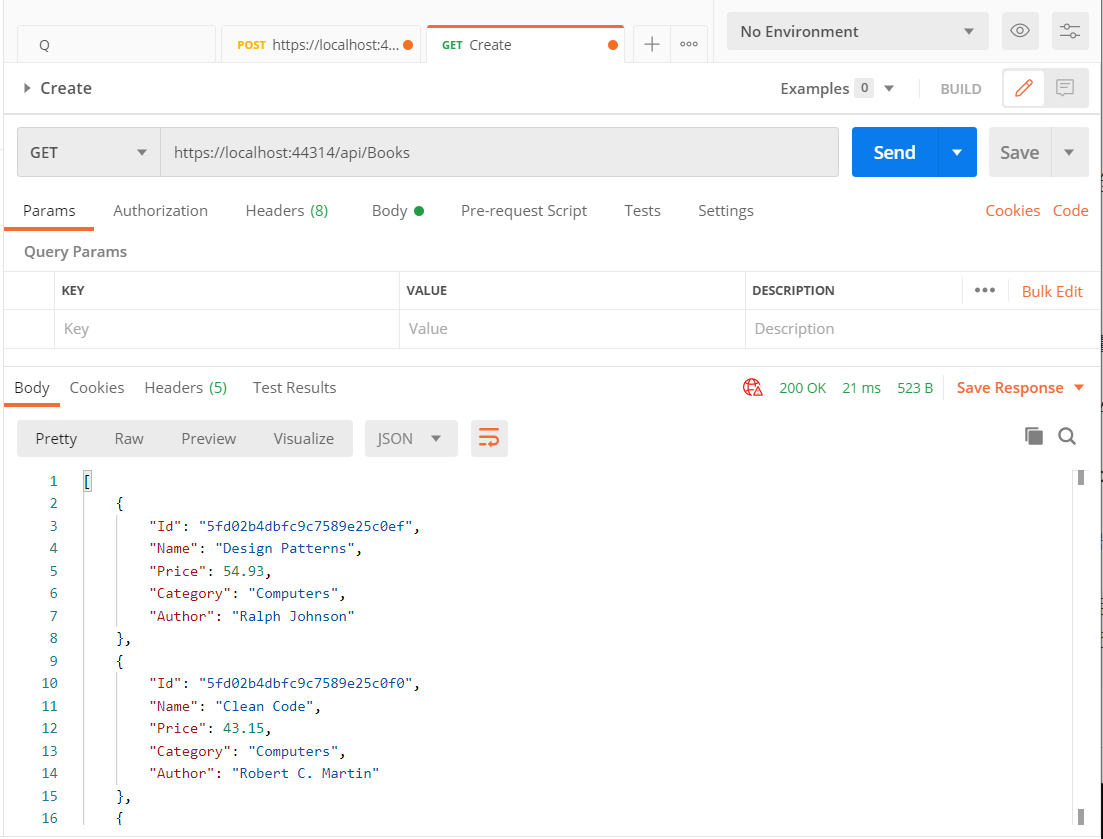 Q POST https://localhost:4... GET Create No Environment
Create Examples 0 BUILD
GET https://localhost:44314/api/Books Send Save
Params Authorization Headers (8) Body Pre-request Script Tests Settings Cookies Code
Query Params
KEY VALUE DESCRIPTION Bulk Edit
Key Value Description
Body Cookies Headers (5) Test Results 200 OK 21 ms 523 B Save Response
Pretty Raw Preview Visualize JSON
1 [
2 {
3 "Id": "5fd02b4dbfc9c7589e25c0ef",
4 "Name": "Design Patterns",
5 "Price": 54.93,
6 "Category": "Computers",
7 "Author": "Ralph Johnson"
8 },
9 {
10 "Id": "5fd02b4dbfc9c7589e25c0f0",
11 "Name": "Clean Code",
12 "Price": 43.15,
13 "Category": "Computers",
14 "Author": "Robert C. Martin"
15 },
16 {